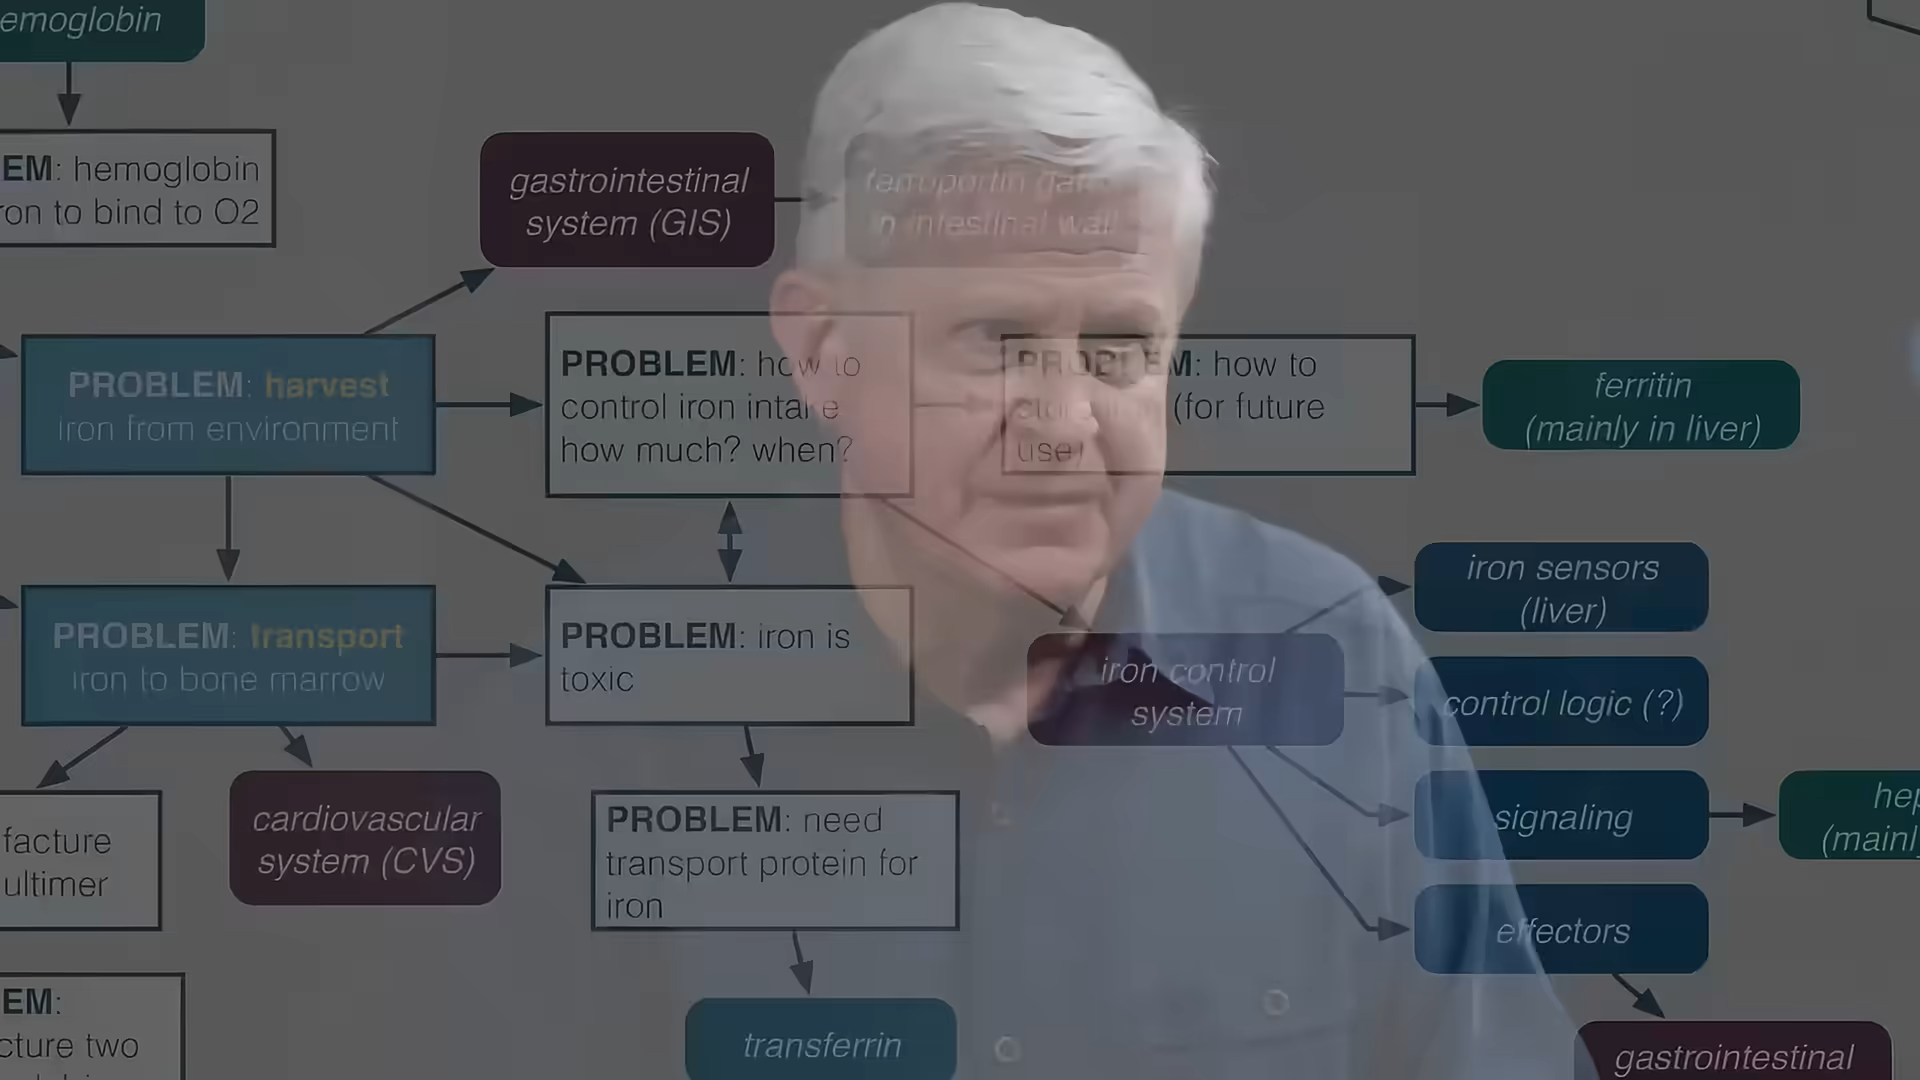 emoglobin
EM: hemoglobin
ron to bind to O2
gastrointestinal
system (GIS)
ferroportin
in intestinal wall
PROBLEM: harvest
iron from environment
PROBLEM: how to
control iron intake
how much? when?
PROBLEM: how to
(for future
use)
ferritin
(mainly in liver)
PROBLEM: transport
iron to bone marrow
PROBLEM: iron is
toxic
iron control
system
iron sensors
(liver)
control logic (?)
signaling
effectors
hep
(mainly
facture
ultimer
cardiovascular
system (CVS)
PROBLEM: need
transport protein for
iron
EM:
cture two
transferrin
gastrointestinal